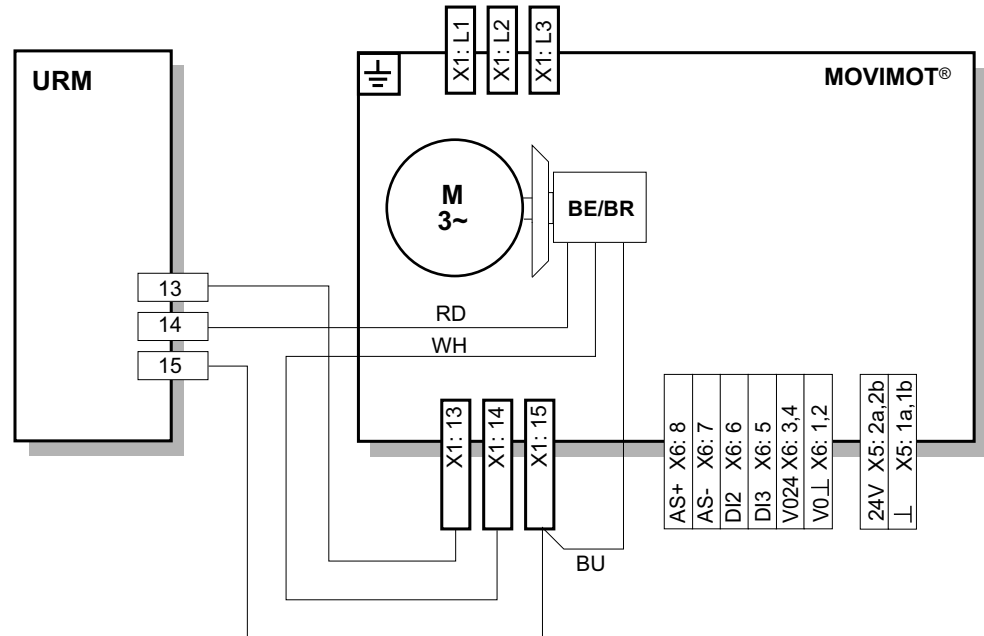 X1: L1
X1: L2
X1: L3
URM
MOVIMOT®
M
3~
BE/BR
13
14
15
RD
WH
X1: 13
X1: 14
X1: 15
AS+ X6: 8
AS- X6: 7
DI2 X6: 6
DI3 X6: 5
V024 X6: 3,4
V0⊥ X6: 1,2
24V X5: 2a,2b
⊥ X5: 1a,1b
BU